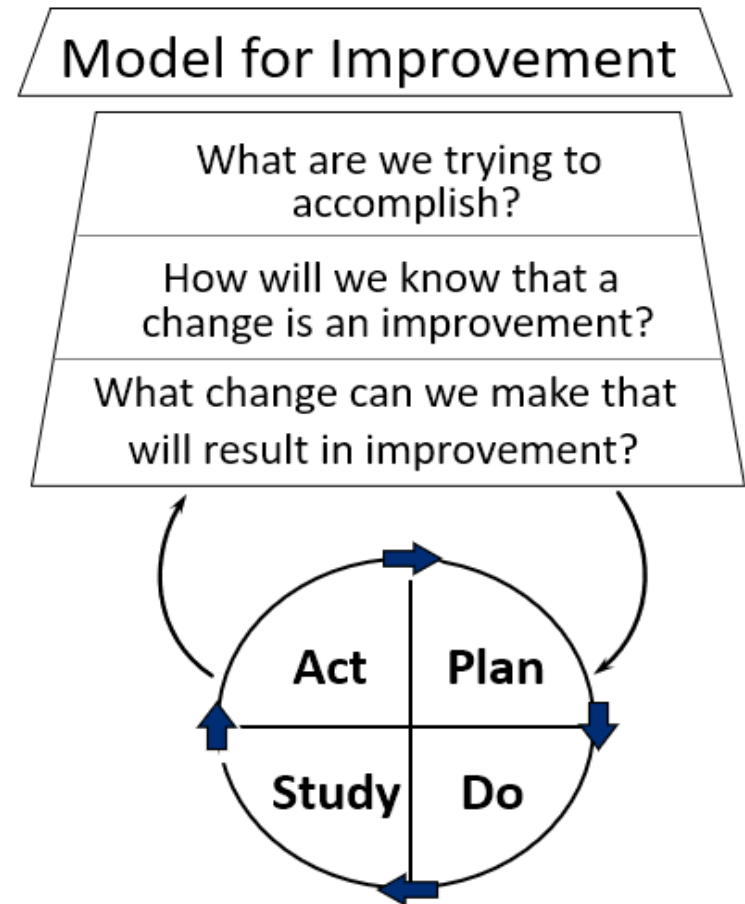 Model for Improvement
What are we trying to
accomplish?
How will we know that a
change is an improvement?
What change can we make that
will result in improvement?
Act
Plan
Study
Do